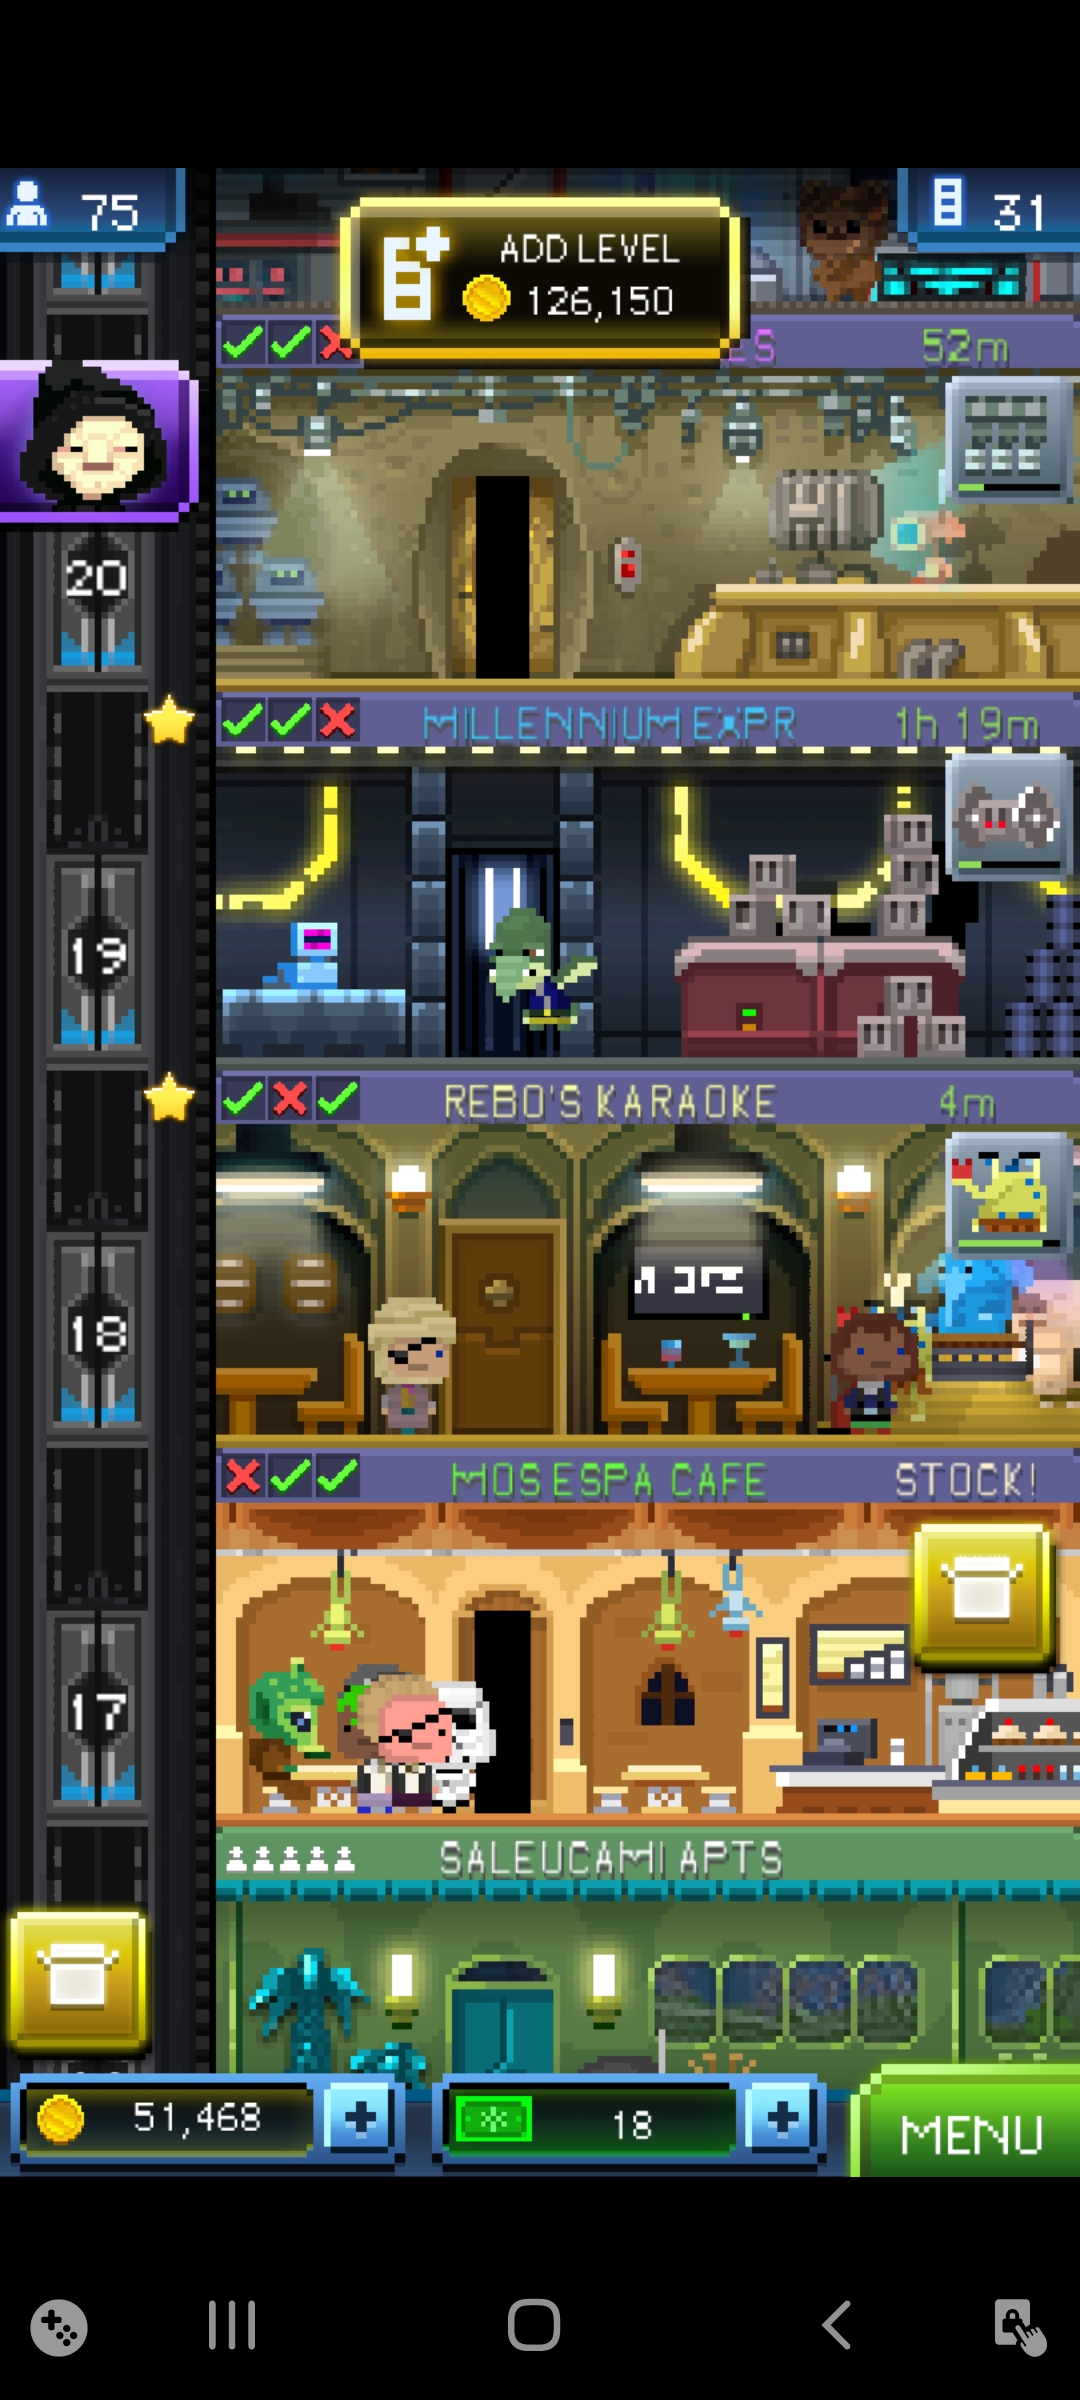 75
31
ADD LEVEL
126,150
52m
20
MILLENNIUM EXPR 1h 19m
19
REBO'S KARAOKE 4m
18
MOS ESPA CAFE STOCK!
17
SALEUCAMI APTS
51,468
18
MENU